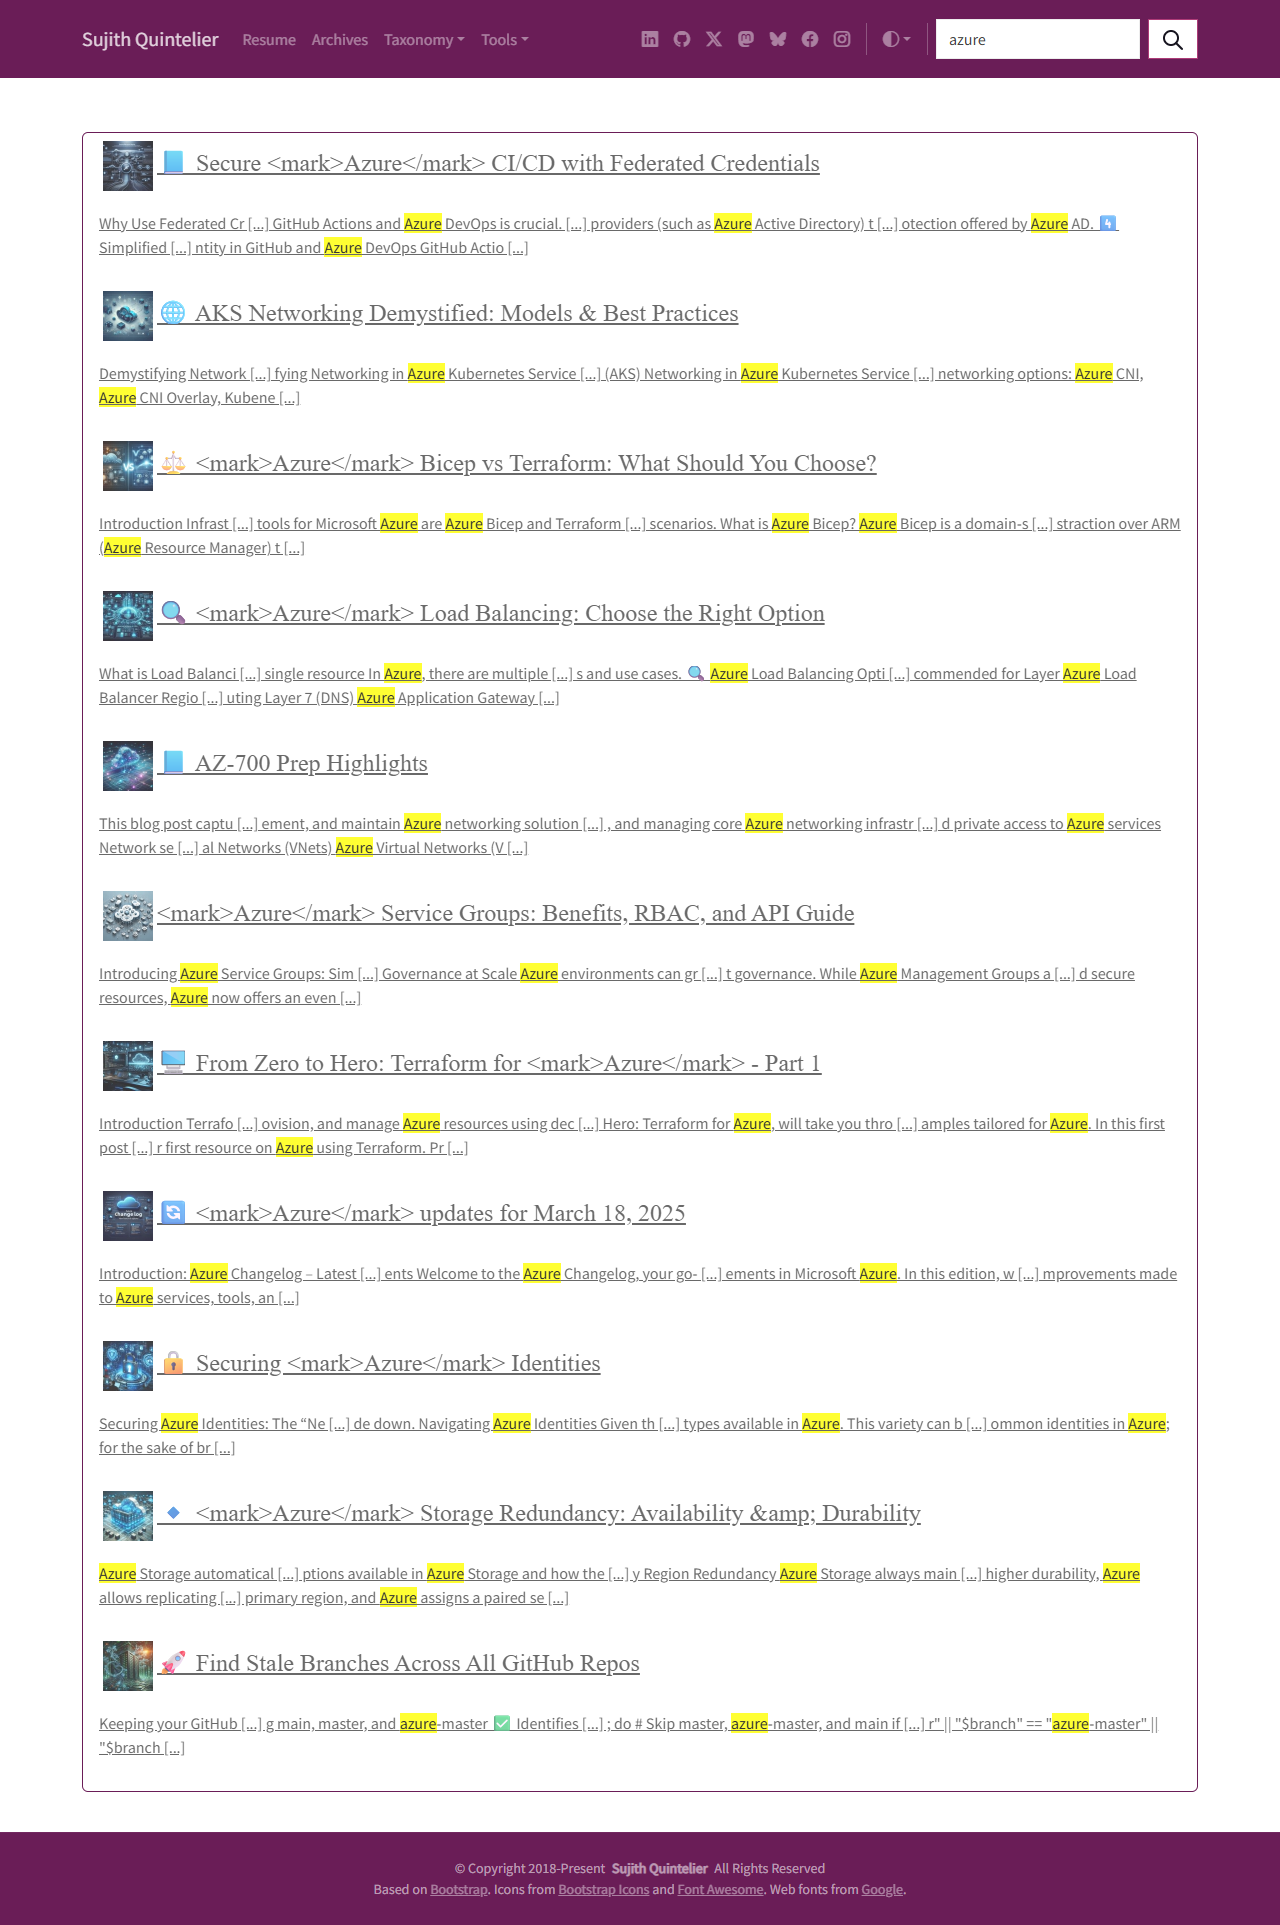 Sujith Quintelier Resume Archives Taxonomy Tools azure
📘 Secure <mark>Azure</mark> CI/CD with Federated Credentials
Why Use Federated Cr [...] GitHub Actions and Azure DevOps is crucial. [...] providers (such as Azure Active Directory) t [...] otection offered by Azure AD.
Simplified [...] ntity in GitHub and Azure DevOps GitHub Actio [...]
🌐 AKS Networking Demystified: Models & Best Practices
Demystifying Network [...] fying Networking in Azure Kubernetes Service [...] (AKS) Networking in Azure Kubernetes Service [...] networking options: Azure CNI,
Azure CNI Overlay, Kubene [...]
⚖️ <mark>Azure</mark> Bicep vs Terraform: What Should You Choose?
Introduction Infrast [...] tools for Microsoft Azure are Azure Bicep and Terraform [...] scenarios. What is Azure Bicep? Azure Bicep is a domain-s [...] straction over ARM
(Azure Resource Manager) t [...]
🔍 <mark>Azure</mark> Load Balancing: Choose the Right Option
What is Load Balanci [...] single resource In Azure, there are multiple [...] s and use cases. 🔍 Azure Load Balancing Opti [...] commended for Layer Azure Load
Balancer Regio [...] uting Layer 7 (DNS) Azure Application Gateway [...]
📘 AZ-700 Prep Highlights
This blog post captu [...] ement, and maintain Azure networking solution [...] , and managing core Azure networking infrastr [...] d private access to Azure services
Network se [...] al Networks (VNets) Azure Virtual Networks (V [...]
<mark>Azure</mark> Service Groups: Benefits, RBAC, and API Guide
Introducing Azure Service Groups: Sim [...] Governance at Scale Azure environments can gr [...] t governance. While Azure Management Groups a [...] d secure
resources, Azure now offers an even [...]
🖥️ From Zero to Hero: Terraform for <mark>Azure</mark> - Part 1
Introduction Terrafo [...] ovision, and manage Azure resources using dec [...] Hero: Terraform for Azure, will take you thro [...] amples tailored for Azure. In this first
post [...] r first resource on Azure using Terraform. Pr [...]
🔄 <mark>Azure</mark> updates for March 18, 2025
Introduction: Azure Changelog – Latest [...] ents Welcome to the Azure Changelog, your go- [...] ements in Microsoft Azure. In this edition, w [...] mprovements made
to Azure services, tools, an [...]
🔒 Securing <mark>Azure</mark> Identities
Securing Azure Identities: The “Ne [...] de down. Navigating Azure Identities Given th [...] types available in Azure. This variety can b [...] ommon identities in Azure;
for the sake of br [...]
🔹 <mark>Azure</mark> Storage Redundancy: Availability &amp; Durability
Azure Storage automatical [...] ptions available in Azure Storage and how the [...] y Region Redundancy Azure Storage always main [...] higher durability, Azure
allows replicating [...] primary region, and Azure assigns a paired se [...]
🚀 Find Stale Branches Across All GitHub Repos
Keeping your GitHub [...] g main, master, and azure-master ✅ Identifies [...] ; do # Skip master, azure-master, and main if [...] r" || "$branch" == "azure-master" ||
"$branch [...]
© Copyright 2018-Present Sujith Quintelier All Rights Reserved
Based on Bootstrap. Icons from Bootstrap Icons and Font Awesome. Web fonts from Google.